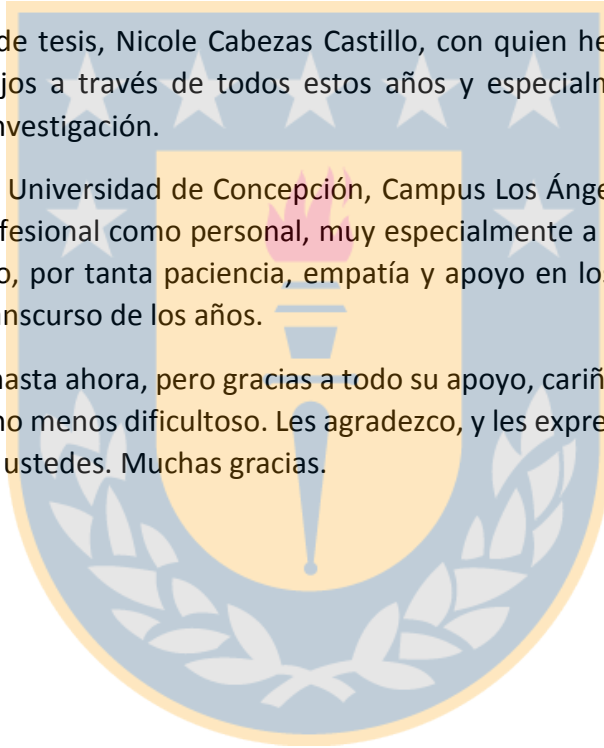 de tesis, Nicole Cabezas Castillo, con quien he
jos a través de todos estos años y especialm
nvestigación.
Universidad de Concepción, Campus Los Ánge
fesional como personal, muy especialmente a
o, por tanta paciencia, empatía y apoyo en los
anscurso de los años.
hasta ahora, pero gracias a todo su apoyo, cariñ
no menos dificultoso. Les agradezco, y les expre
ustedes. Muchas gracias.